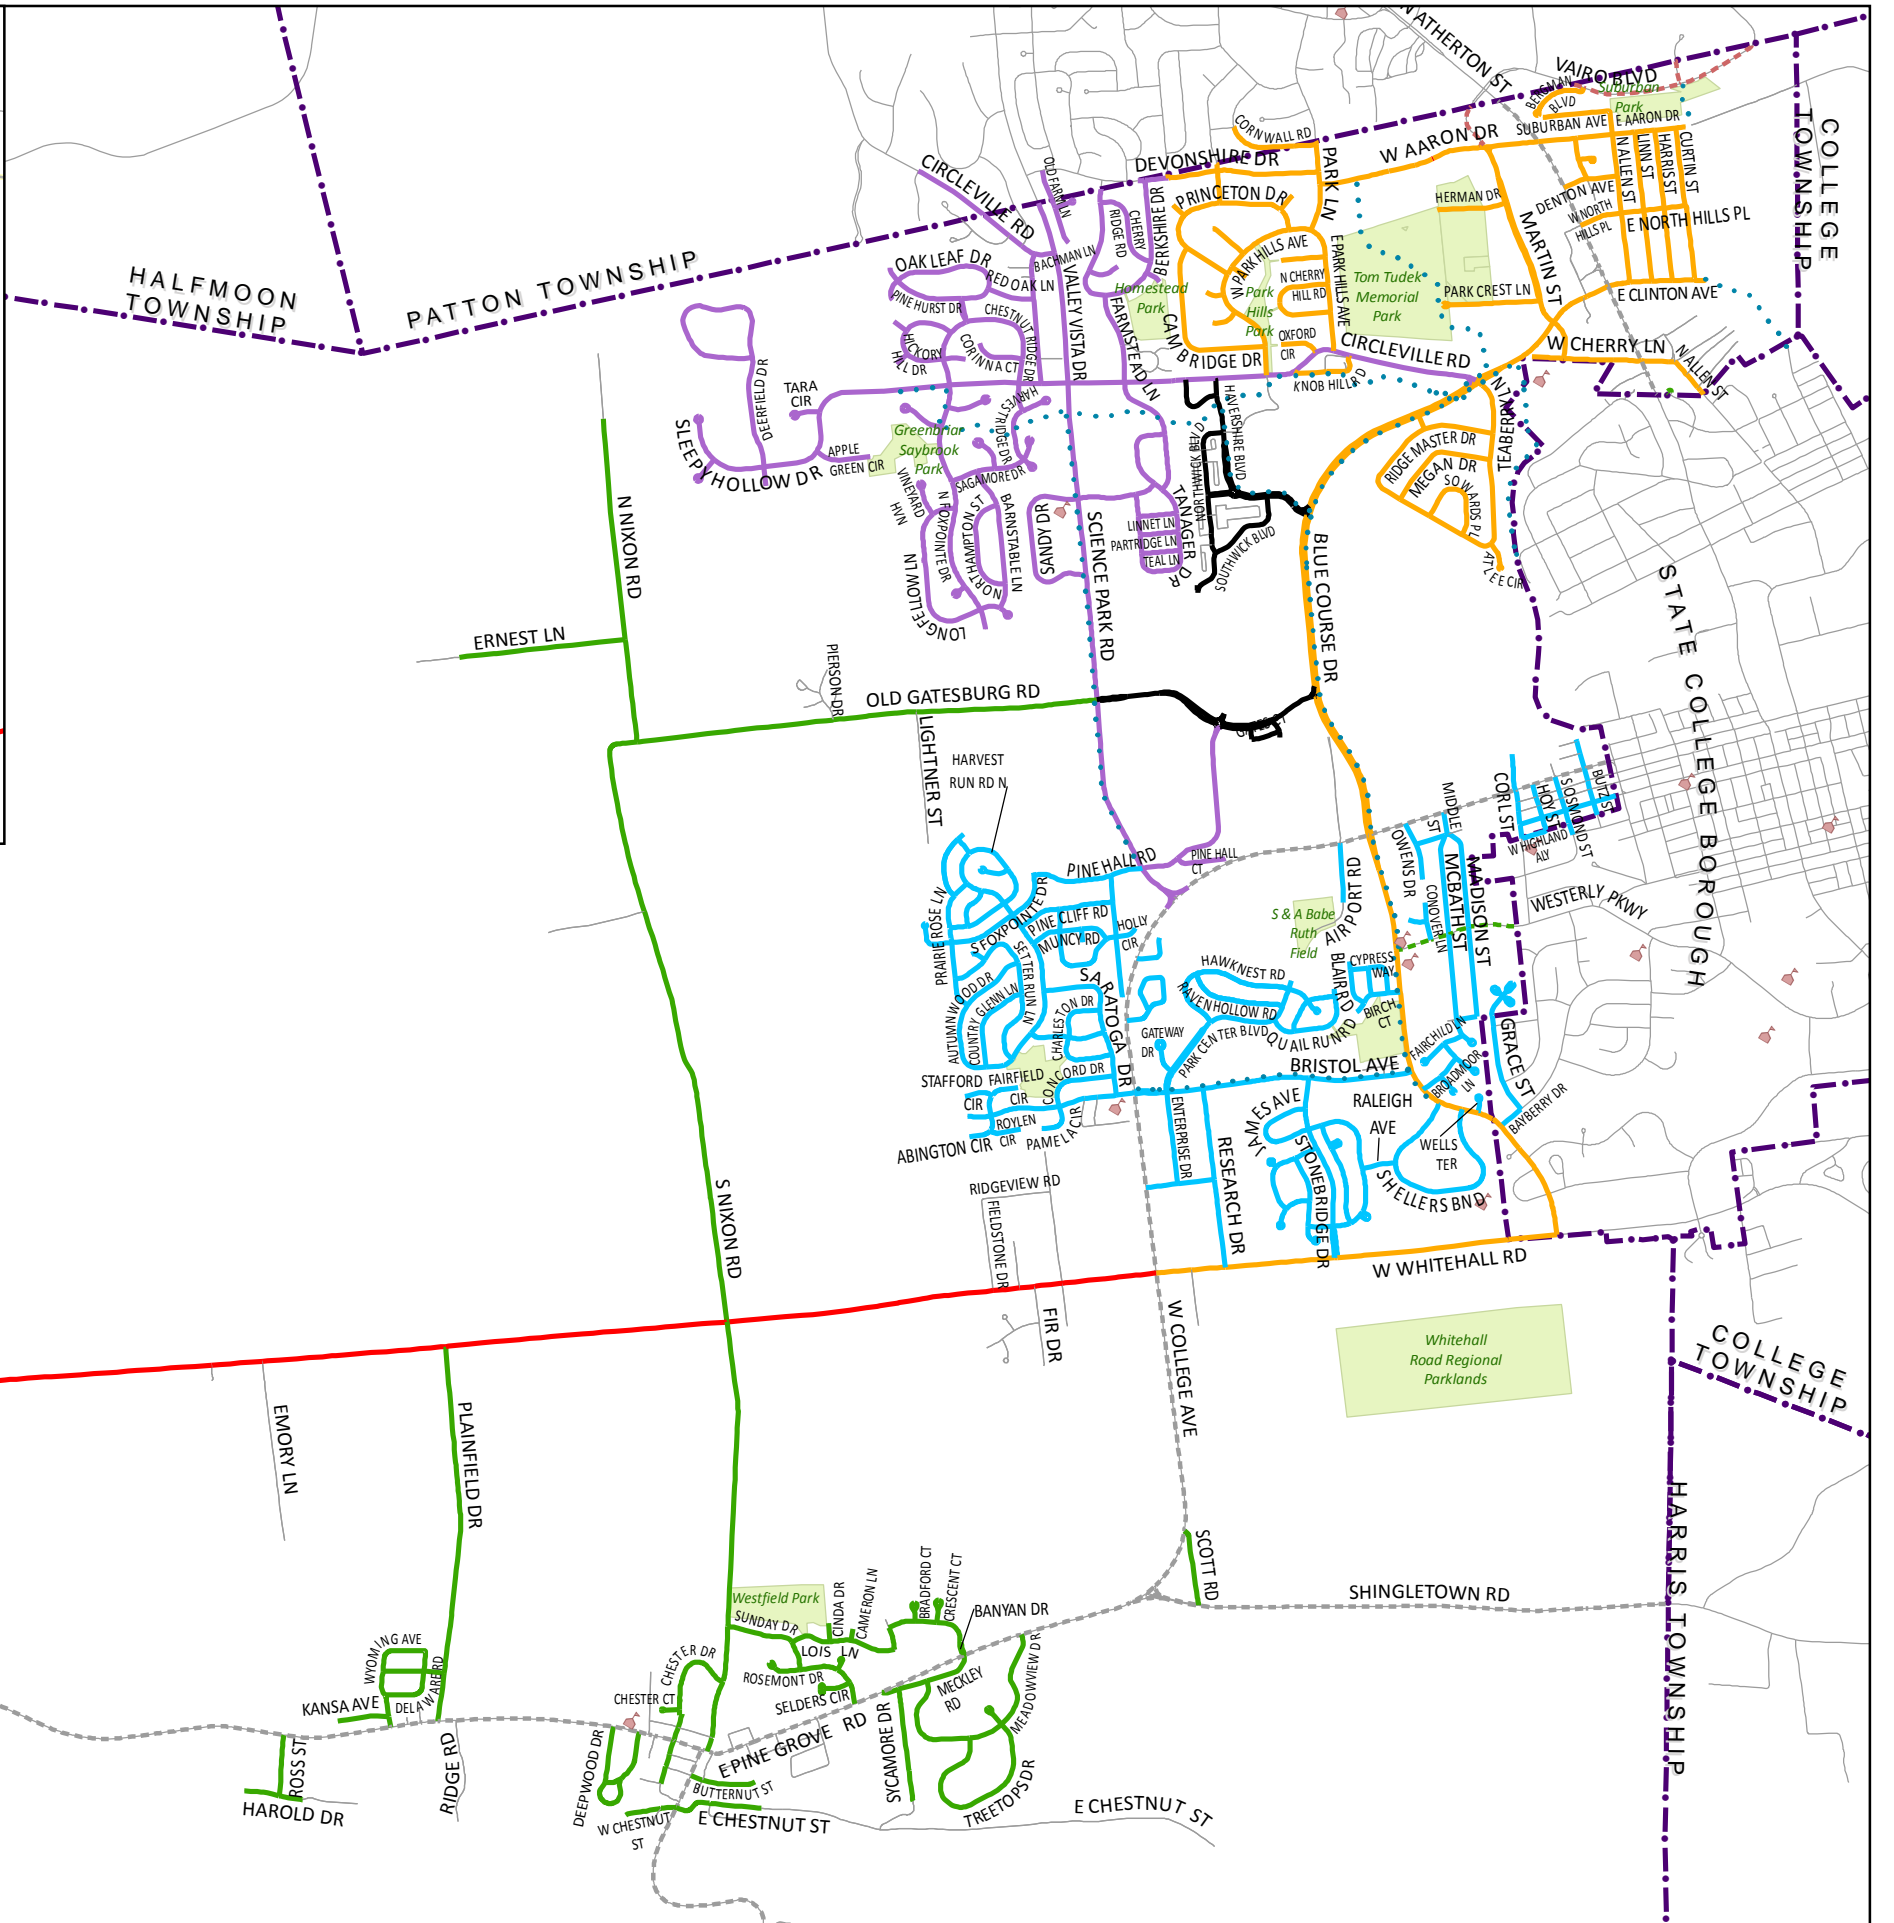 N ATHERTON ST
VAIRO BLVD
BERGMAN
BLVD
Suburban
Park
SUBURBAN AVE
E AARON DR
COLLEGE
TOWNSHIP
CORNWALL RD
DEVONSHIRE DR
PARK LN
W AARON DR
N ALLEN ST
LINN ST
HARRIS ST
CURTIN ST
CIRCLEVILLE RD
OLD FARM LN
RIDGE RD
CHERRY
BERKSHIRE DR
PRINCETON DR
HERMAN DR
DENTON AVE
W NORTH
HILLS PL
E NORTH HILLS PL
MARTIN ST
HALFMOON
TOWNSHIP
PATTON TOWNSHIP
OAK LEAF DR
RED OAK LN
BACHMAN LN
VALLEY VISTA DR
Homestead
Park
W PARK HILLS AVE
E PARK HILLS AVE
N CHERRY
HILL RD
Park
Hills
Park
Tom Tudek
Memorial
Park
PARK CREST LN
E CLINTON AVE
PINE HURST DR
CHESTNUT RIDGE DR
HICKORY
HILL DR
CORINNA CT
FARMSTEAD LN
CAMBRIDGE DR
OXFORD
CIR
CIRCLEVILLE RD
W CHERRY LN
N ALLEN ST
KNOB HILL RD
TARA
CIR
DEERFIELD DR
HARVEST
RIDGE DR
HAVERSHIRE BLVD
NORTHWICK BLVD
TEABERRY LN
SLEEPY HOLLOW DR
APPLE
GREEN CIR
Greenbriar
Saybrook
Park
SAGAMORE DR
VINEYARD
HVN
N FOXPOINTE DR
NORTHAMPTON ST
BARNSTABLE LN
LONGFELLOW LN
SANDY DR
SCIENCE PARK RD
TANAGER DR
LINNET LN
PARTRIDGE LN
TEAL LN
SOUTHWICK BLVD
RIDGE MASTER DR
MEGAN DR
SOWARDS PL
ATLEE CIR
BLUE COURSE DR
STATE COLLEGE BOROUGH
N NIXON RD
ERNEST LN
PIERSON DR
OLD GATESBURG RD
LIGHTNER ST
GATES CT
HARVEST
RUN RD N
MIDDLE
ST
CORL ST
HOY ST
S OSMOND ST
BUTZ ST
W HIGHLAND
ALY
OWENS DR
MCBATH ST
MADISON ST
CONOVER LN
WESTERLY PKWY
PINE HALL RD
PINE HALL
CT
AIRPORT RD
S & A Babe
Ruth
Field
PRAIRIE ROSE LN
S FOXPOINTE DR
PINE CLIFF RD
MUNCY RD
HOLLY
CIR
SETTER RUN LN
AUTUMNWOOD DR
COUNTRY GLENN LN
SARATOGA DR
CHARLESTON DR
HAWKNEST RD
RAVEN HOLLOW RD
BLAIR RD
CYPRESS
WAY
BIRCH
CT
GATEWAY
DR
PARK CENTER BLVD
QUAIL RUN RD
FAIRCHILD LN
BROADMOOR
LN
GRACE ST
BAYBERRY DR
STAFFORD
CIR
FAIRFIELD
CIR
CONCORD DR
BRISTOL AVE
RALEIGH
AVE
WELLS
TER
ROYLEN
CIR
ABINGTON CIR
PAMELA CIR
ENTERPRISE DR
RESEARCH DR
JAMES AVE
STONEBRIDGE DR
SHELLERS BND
RIDGEVIEW RD
FIELDSTONE DR
FIR DR
S NIXON RD
W WHITEHALL RD
W COLLEGE AVE
Whitehall
Road Regional
Parklands
COLLEGE
TOWNSHIP
HARRIS TOWNSHIP
EMORY LN
PLAINFIELD DR
SCOTT RD
SHINGLETOWN RD
Westfield Park
SUNDAY DR
CINDA DR
CAMERON LN
BRADFORD CT
CRESCENT CT
BANYAN DR
LOIS LN
ROSEMONT DR
SELDERS CIR
MECKLEY
RD
MEADOWVIEW DR
WYOMING AVE
KANSA AVE
DELAWARE RD
CHESTER DR
CHESTER CT
E PINE GROVE RD
SYCAMORE DR
TREETOPS DR
ROSS ST
HAROLD DR
RIDGE RD
DEEPWOOD DR
BUTTERNUT ST
W CHESTNUT
ST
E CHESTNUT ST
E CHESTNUT ST